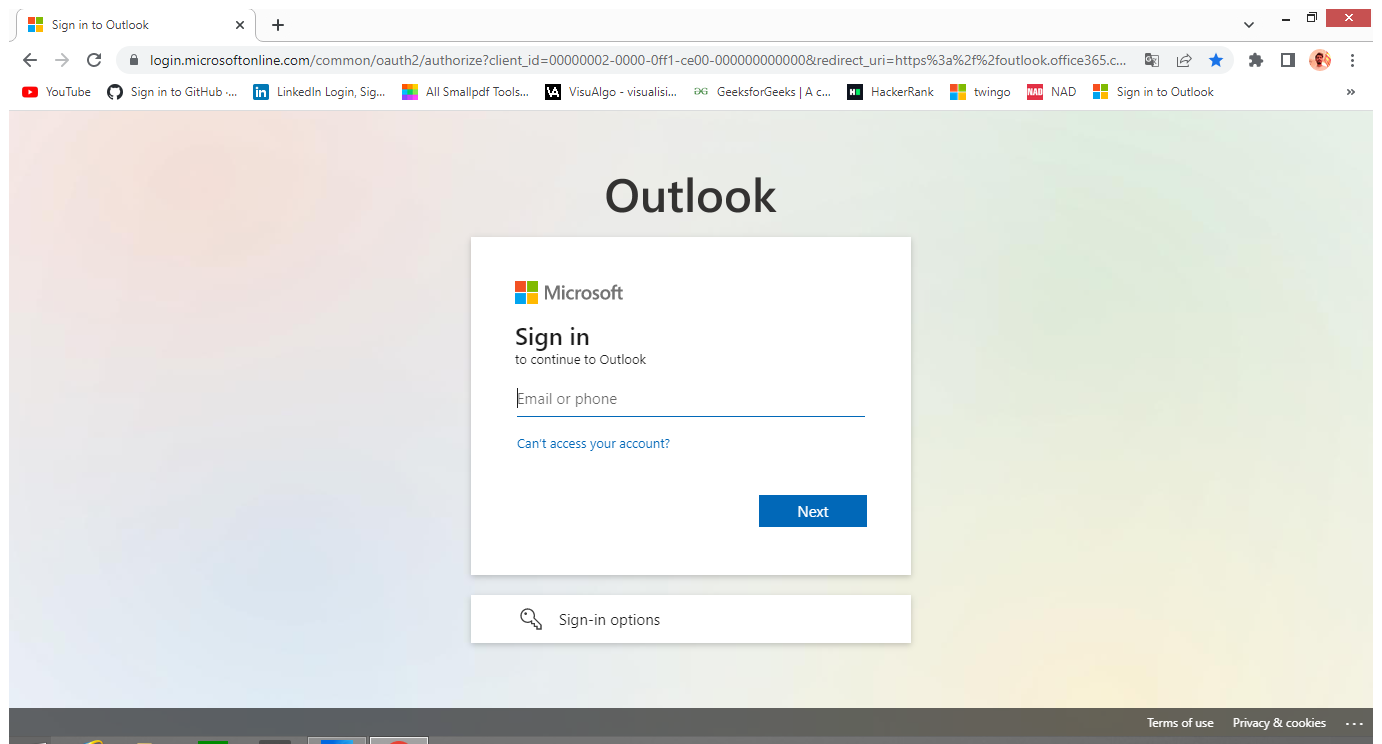 Sign in to Outlook
login.microsoftonline.com/common/oauth2/authorize?client_id=00000002-0000-0ff1-ce00-000000000000&redirect_uri=https%3a%2f%2foutlook.office365.c...
YouTube Sign in to GitHub ·... LinkedIn Login, Sig... All Smallpdf Tools... VisuAlgo - visualisi... GeeksforGeeks | A c... HackerRank twingo NAD NAD Sign in to Outlook »
Outlook
Microsoft
Sign in
to continue to Outlook
Email or phone
Can't access your account?
Next
Sign-in options
Terms of use Privacy & cookies ...